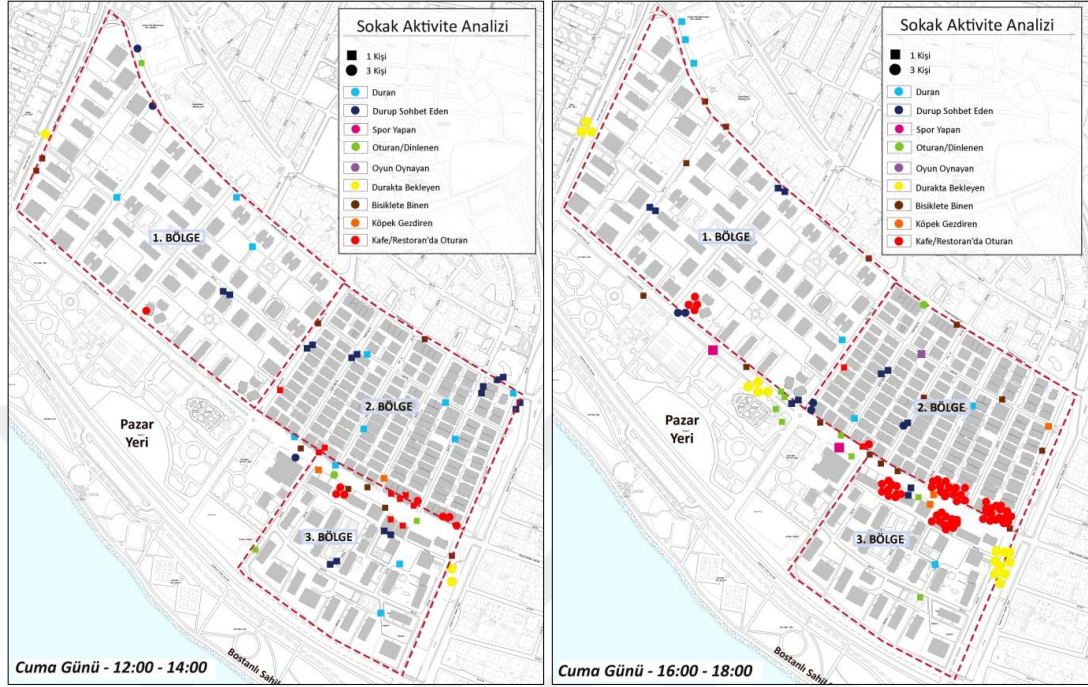 Sokak Aktivite Analizi
1 Kişi
3 Kişi
Duran
Durup Sohbet Eden
Spor Yapan
Oturan/Dinlenen
Oyun Oynayan
Durakta Bekleyen
Bisiklete Binen
Köpek Gezdiren
Kafe/Restoran'da Oturan
1. BÖLGE
2. BÖLGE
Pazar
Yeri
3. BÖLGE
Bostanlı Sahil
Cuma Günü - 12:00 - 14:00
Sokak Aktivite Analizi
1 Kişi
3 Kişi
Duran
Durup Sohbet Eden
Spor Yapan
Oturan/Dinlenen
Oyun Oynayan
Durakta Bekleyen
Bisiklete Binen
Köpek Gezdiren
Kafe/Restoran'da Oturan
1. BÖLGE
2. BÖLGE
Pazar
Yeri
3. BÖLGE
Bostanlı Sahil
Cuma Günü - 16:00 - 18:00